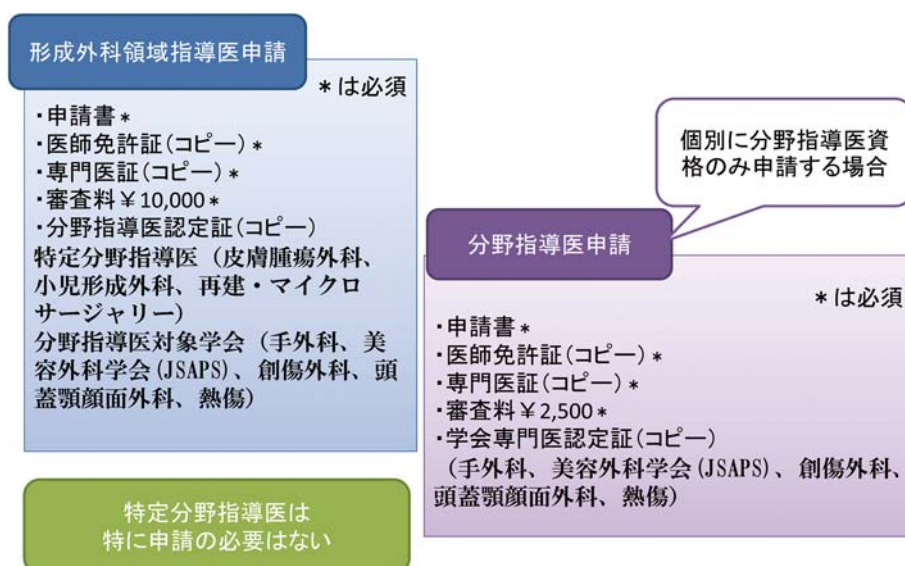 形成外科領域指導医申請
＊は必須
・申請書＊
・医師免許証（コピー）＊
・専門医証（コピー）＊
・審査料￥10,000＊
・分野指導医認定証（コピー）
特定分野指導医（皮膚腫瘍外科、
小児形成外科、再建・マイクロ
サージャリー）
分野指導医対象学会（手外科、美
容外科学会(JSAPS)、創傷外科、頭
蓋顎顔面外科、熱傷）
特定分野指導医は
特に申請の必要はない
個別に分野指導医資
格のみ申請する場合
分野指導医申請
＊は必須
・申請書＊
・医師免許証（コピー）＊
・専門医証（コピー）＊
・審査料￥2,500＊
・学会専門医認定証（コピー）
（手外科、美容外科学会(JSAPS)、創傷外科、
頭蓋顎顔面外科、熱傷）